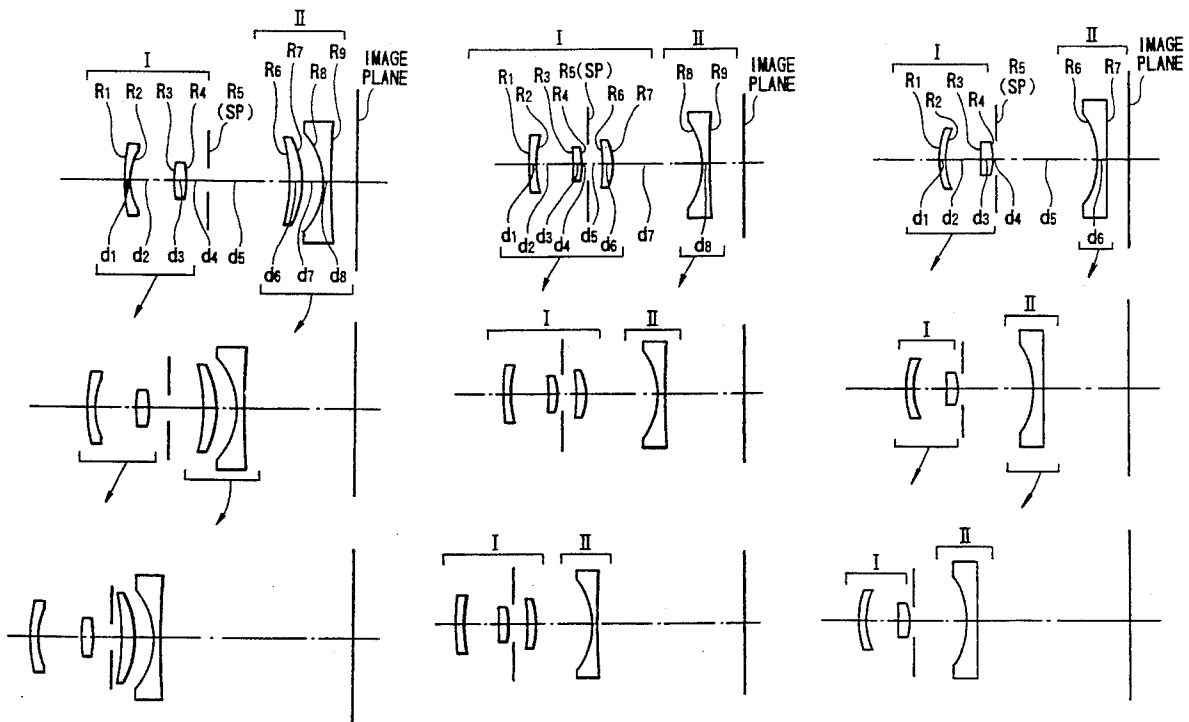 II
I
R7
R9
IMAGE
PLANE
R6
R8
R1 R2 R3 R4 R5
(SP)
d1 d2 d3 d4 d5 d6 d7 d8
I II
R1 R3 R5(SP) R8 R9
IMAGE
PLANE
R2 R4 R6 R7
d1 d3 d5 d7 d8
d2 d4 d6
II
I
R6 R7
IMAGE
PLANE
R1 R3 R5
(SP)
R2 R4
d1 d2 d3 d4 d5
d6
I II
II
I
I II
II
I